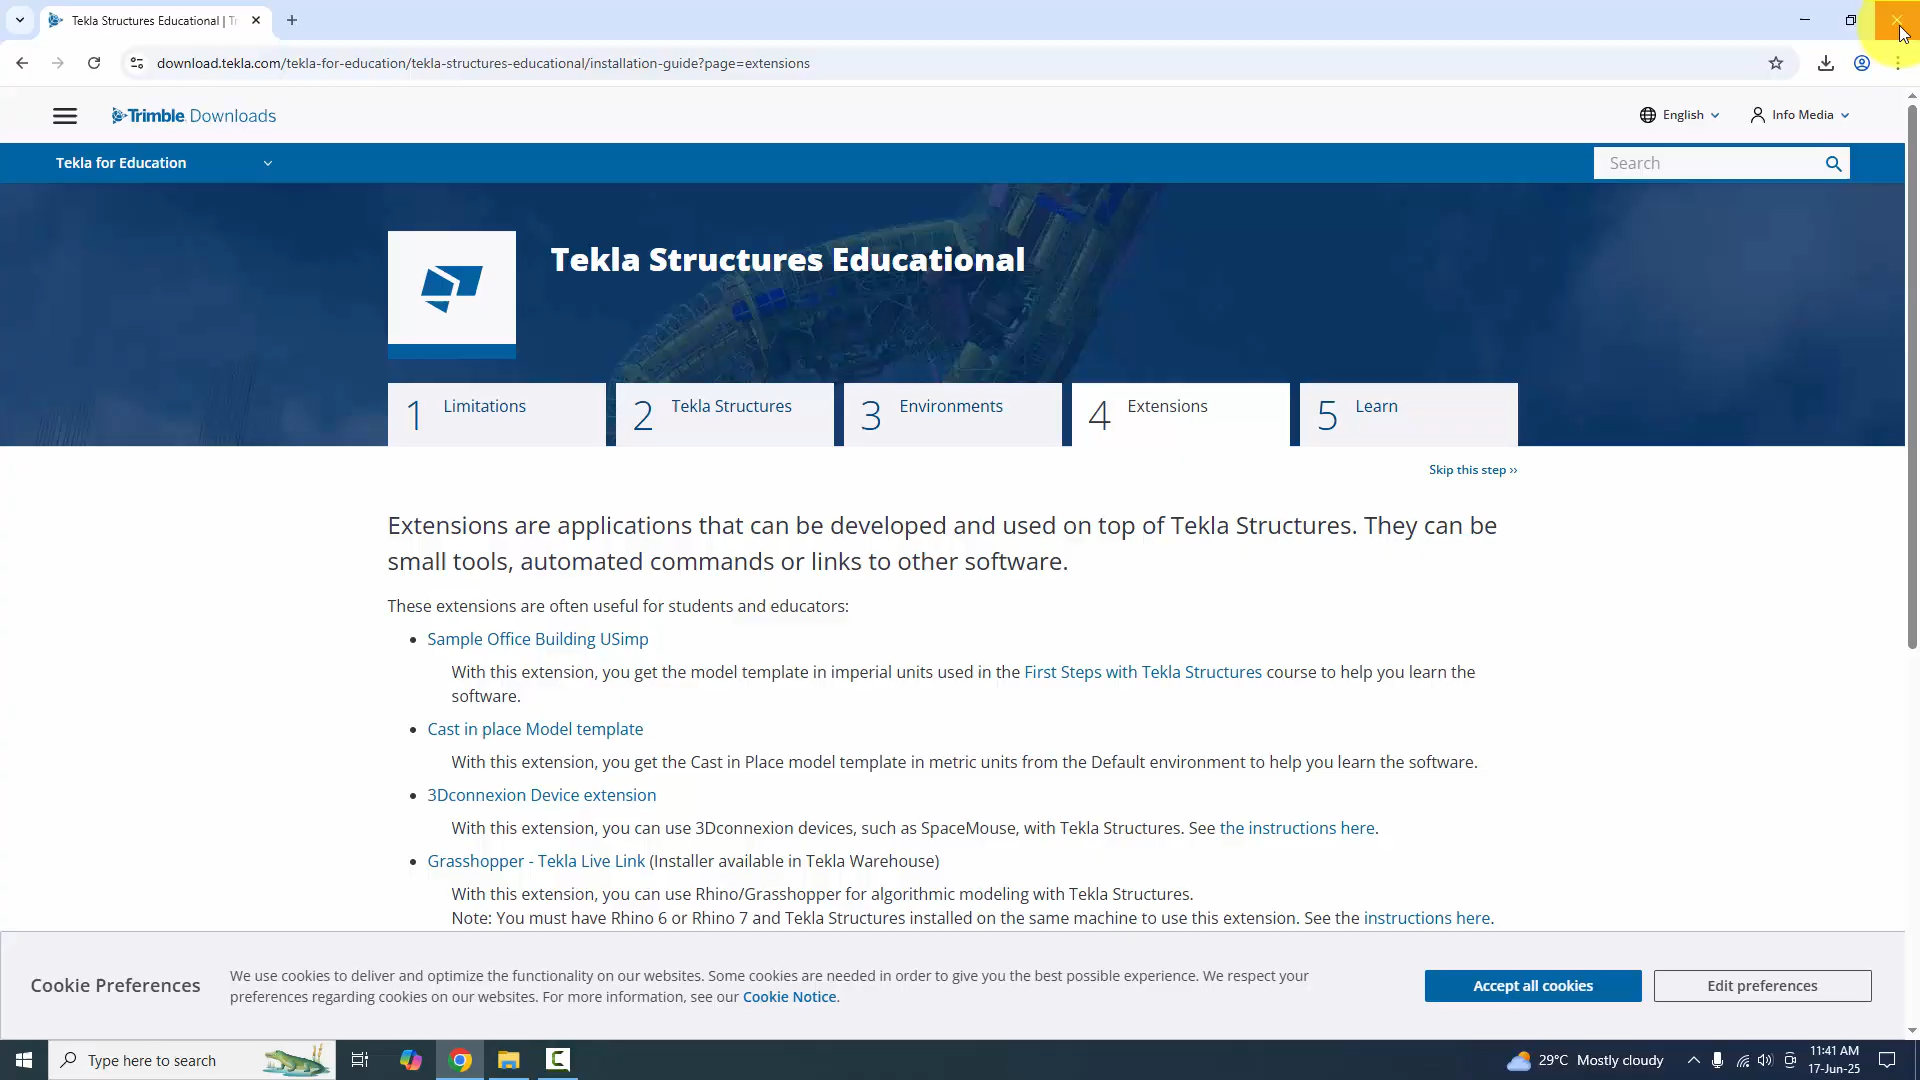 Tekla Structures Educational | Tr
download.tekla.com/tekla-for-education/tekla-structures-educational/installation-guide?page=extensions
Trimble Downloads
English
Info Media
Tekla for Education
Search
Tekla Structures Educational
1 Limitations
2 Tekla Structures
3 Environments
4 Extensions
5 Learn
Skip this step ››
Extensions are applications that can be developed and used on top of Tekla Structures. They can be
small tools, automated commands or links to other software.
These extensions are often useful for students and educators:
• Sample Office Building USimp
With this extension, you get the model template in imperial units used in the First Steps with Tekla Structures course to help you learn the
software.
• Cast in place Model template
With this extension, you get the Cast in Place model template in metric units from the Default environment to help you learn the software.
• 3Dconnexion Device extension
With this extension, you can use 3Dconnexion devices, such as SpaceMouse, with Tekla Structures. See the instructions here.
• Grasshopper - Tekla Live Link (Installer available in Tekla Warehouse)
With this extension, you can use Rhino/Grasshopper for algorithmic modeling with Tekla Structures.
Note: You must have Rhino 6 or Rhino 7 and Tekla Structures installed on the same machine to use this extension. See the instructions here.
Cookie Preferences
We use cookies to deliver and optimize the functionality on our websites. Some cookies are needed in order to give you the best possible experience. We respect your
preferences regarding cookies on our websites. For more information, see our Cookie Notice.
Accept all cookies
Edit preferences
Type here to search
29°C Mostly cloudy
11:41 AM
17-Jun-25